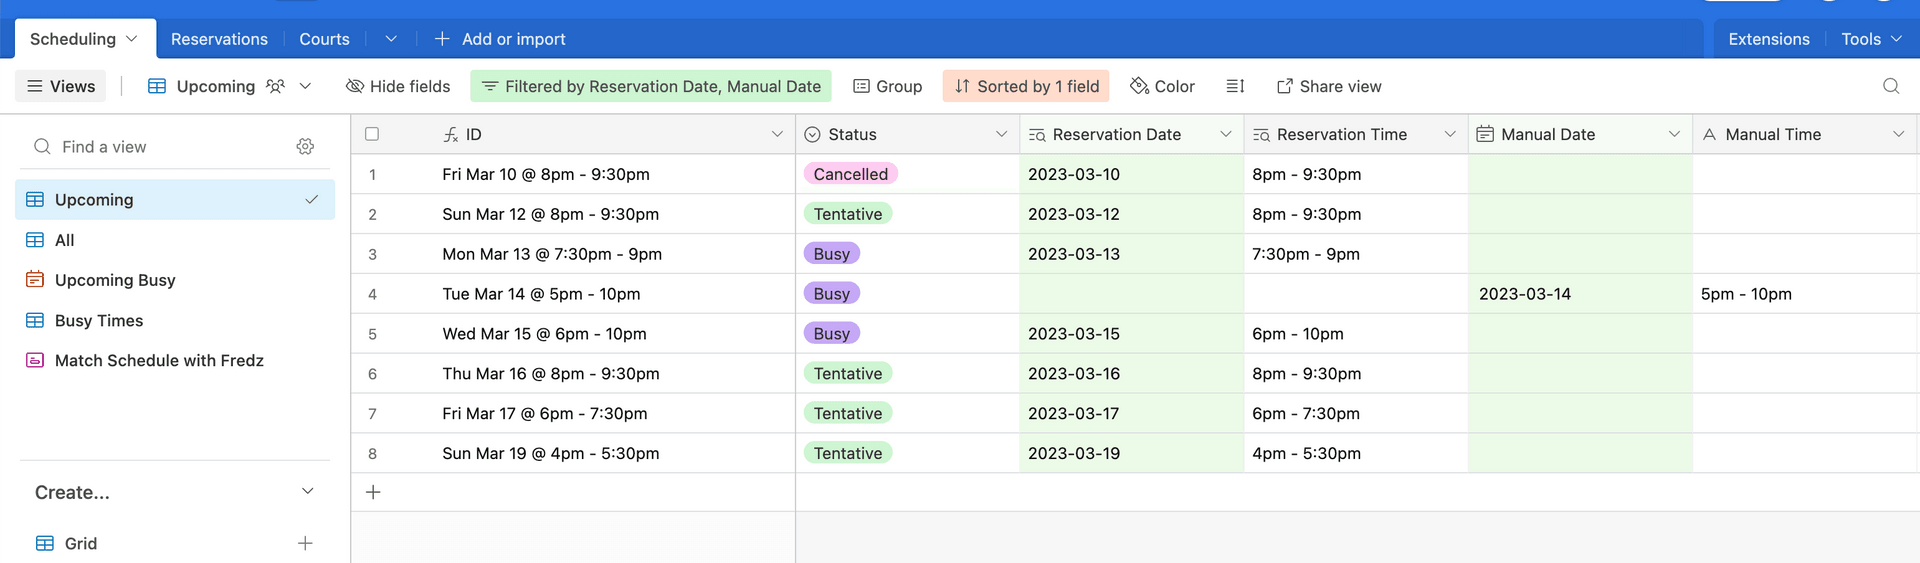 Scheduling Reservations Courts Add or import Extensions Tools
Views Upcoming Hide fields Filtered by Reservation Date, Manual Date Group Sorted by 1 field Color Share view
Find a view
Upcoming
All
Upcoming Busy
Busy Times
Match Schedule with Fredz
Create...
Grid
ID Status Reservation Date Reservation Time Manual Date A Manual Time
1 Fri Mar 10 @ 8pm - 9:30pm Cancelled 2023-03-10 8pm - 9:30pm
2 Sun Mar 12 @ 8pm - 9:30pm Tentative 2023-03-12 8pm - 9:30pm
3 Mon Mar 13 @ 7:30pm - 9pm Busy 2023-03-13 7:30pm - 9pm
4 Tue Mar 14 @ 5pm - 10pm Busy 2023-03-14 5pm - 10pm
5 Wed Mar 15 @ 6pm - 10pm Busy 2023-03-15 6pm - 10pm
6 Thu Mar 16 @ 8pm - 9:30pm Tentative 2023-03-16 8pm - 9:30pm
7 Fri Mar 17 @ 6pm - 7:30pm Tentative 2023-03-17 6pm - 7:30pm
8 Sun Mar 19 @ 4pm - 5:30pm Tentative 2023-03-19 4pm - 5:30pm